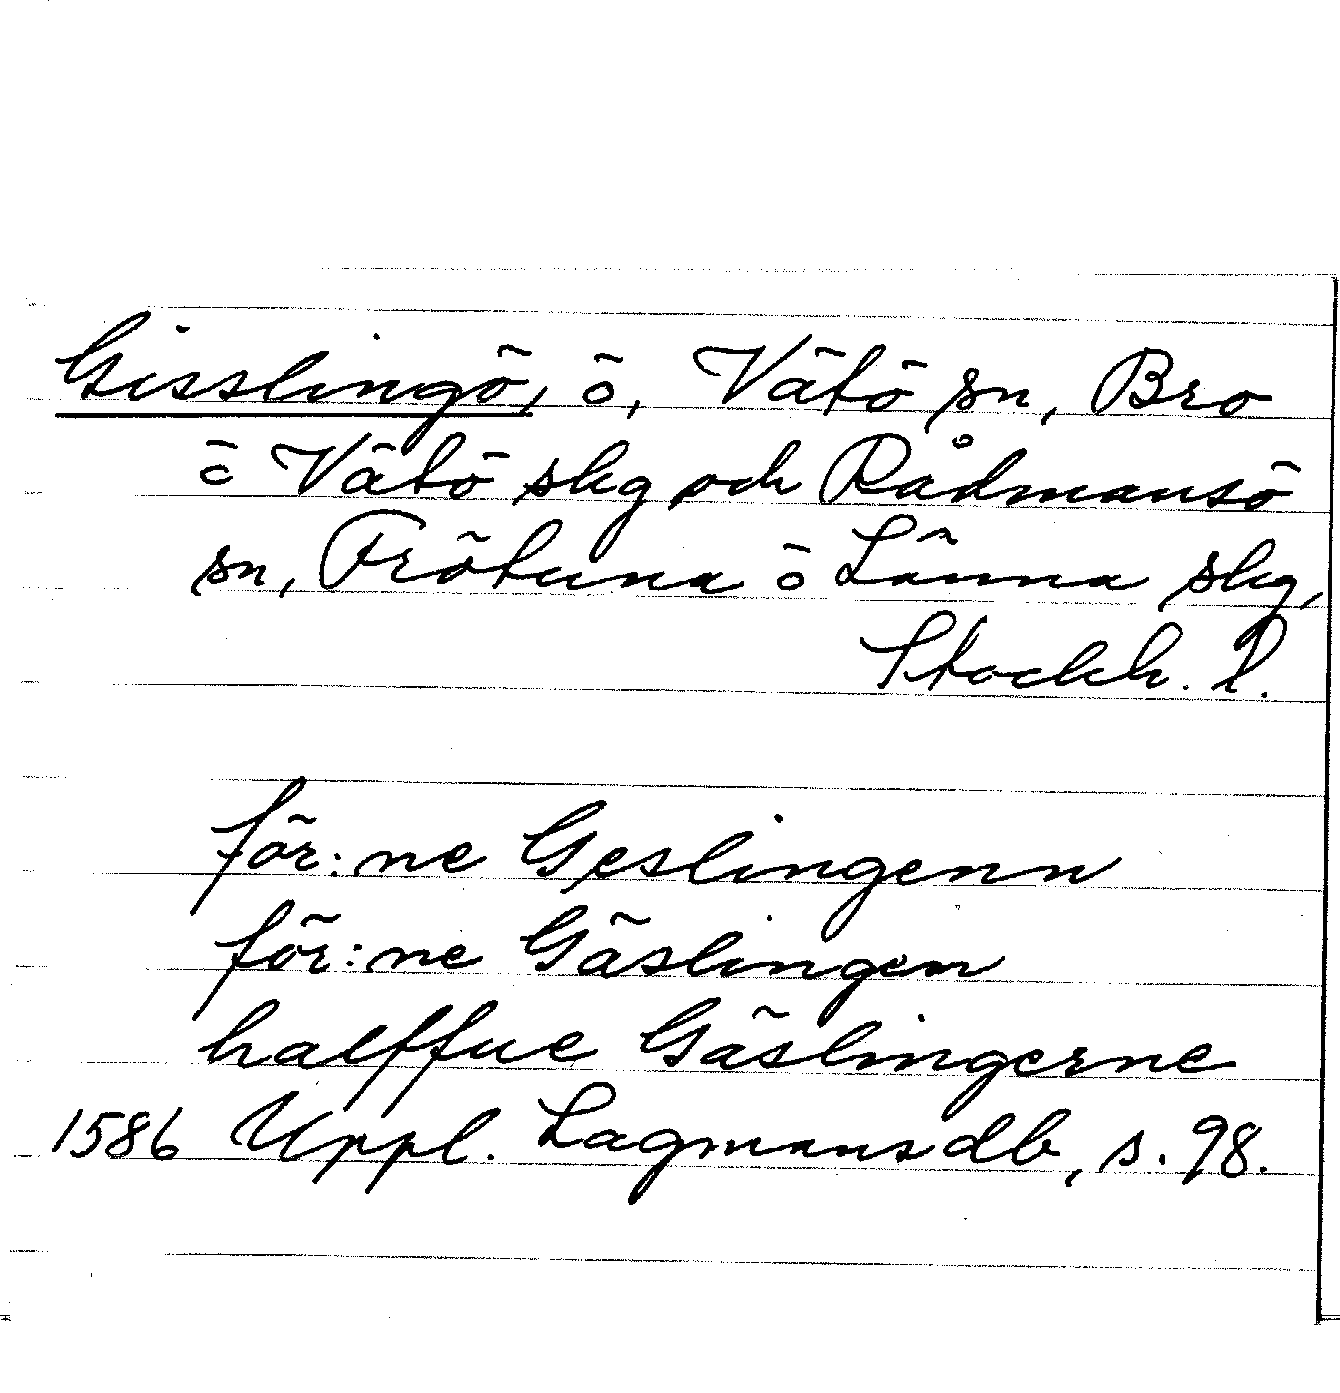 Gisslingö, ö, Vätö sn, Bro
o Vätö skg och Rådmansö
sn, Frötuna o Länna skg,
Stockh. l.
för:ne Geslingenn
för:ne Gäslingen
halffue Gäslingerne
1586 Uppl. Lagmansdb, s. 98.